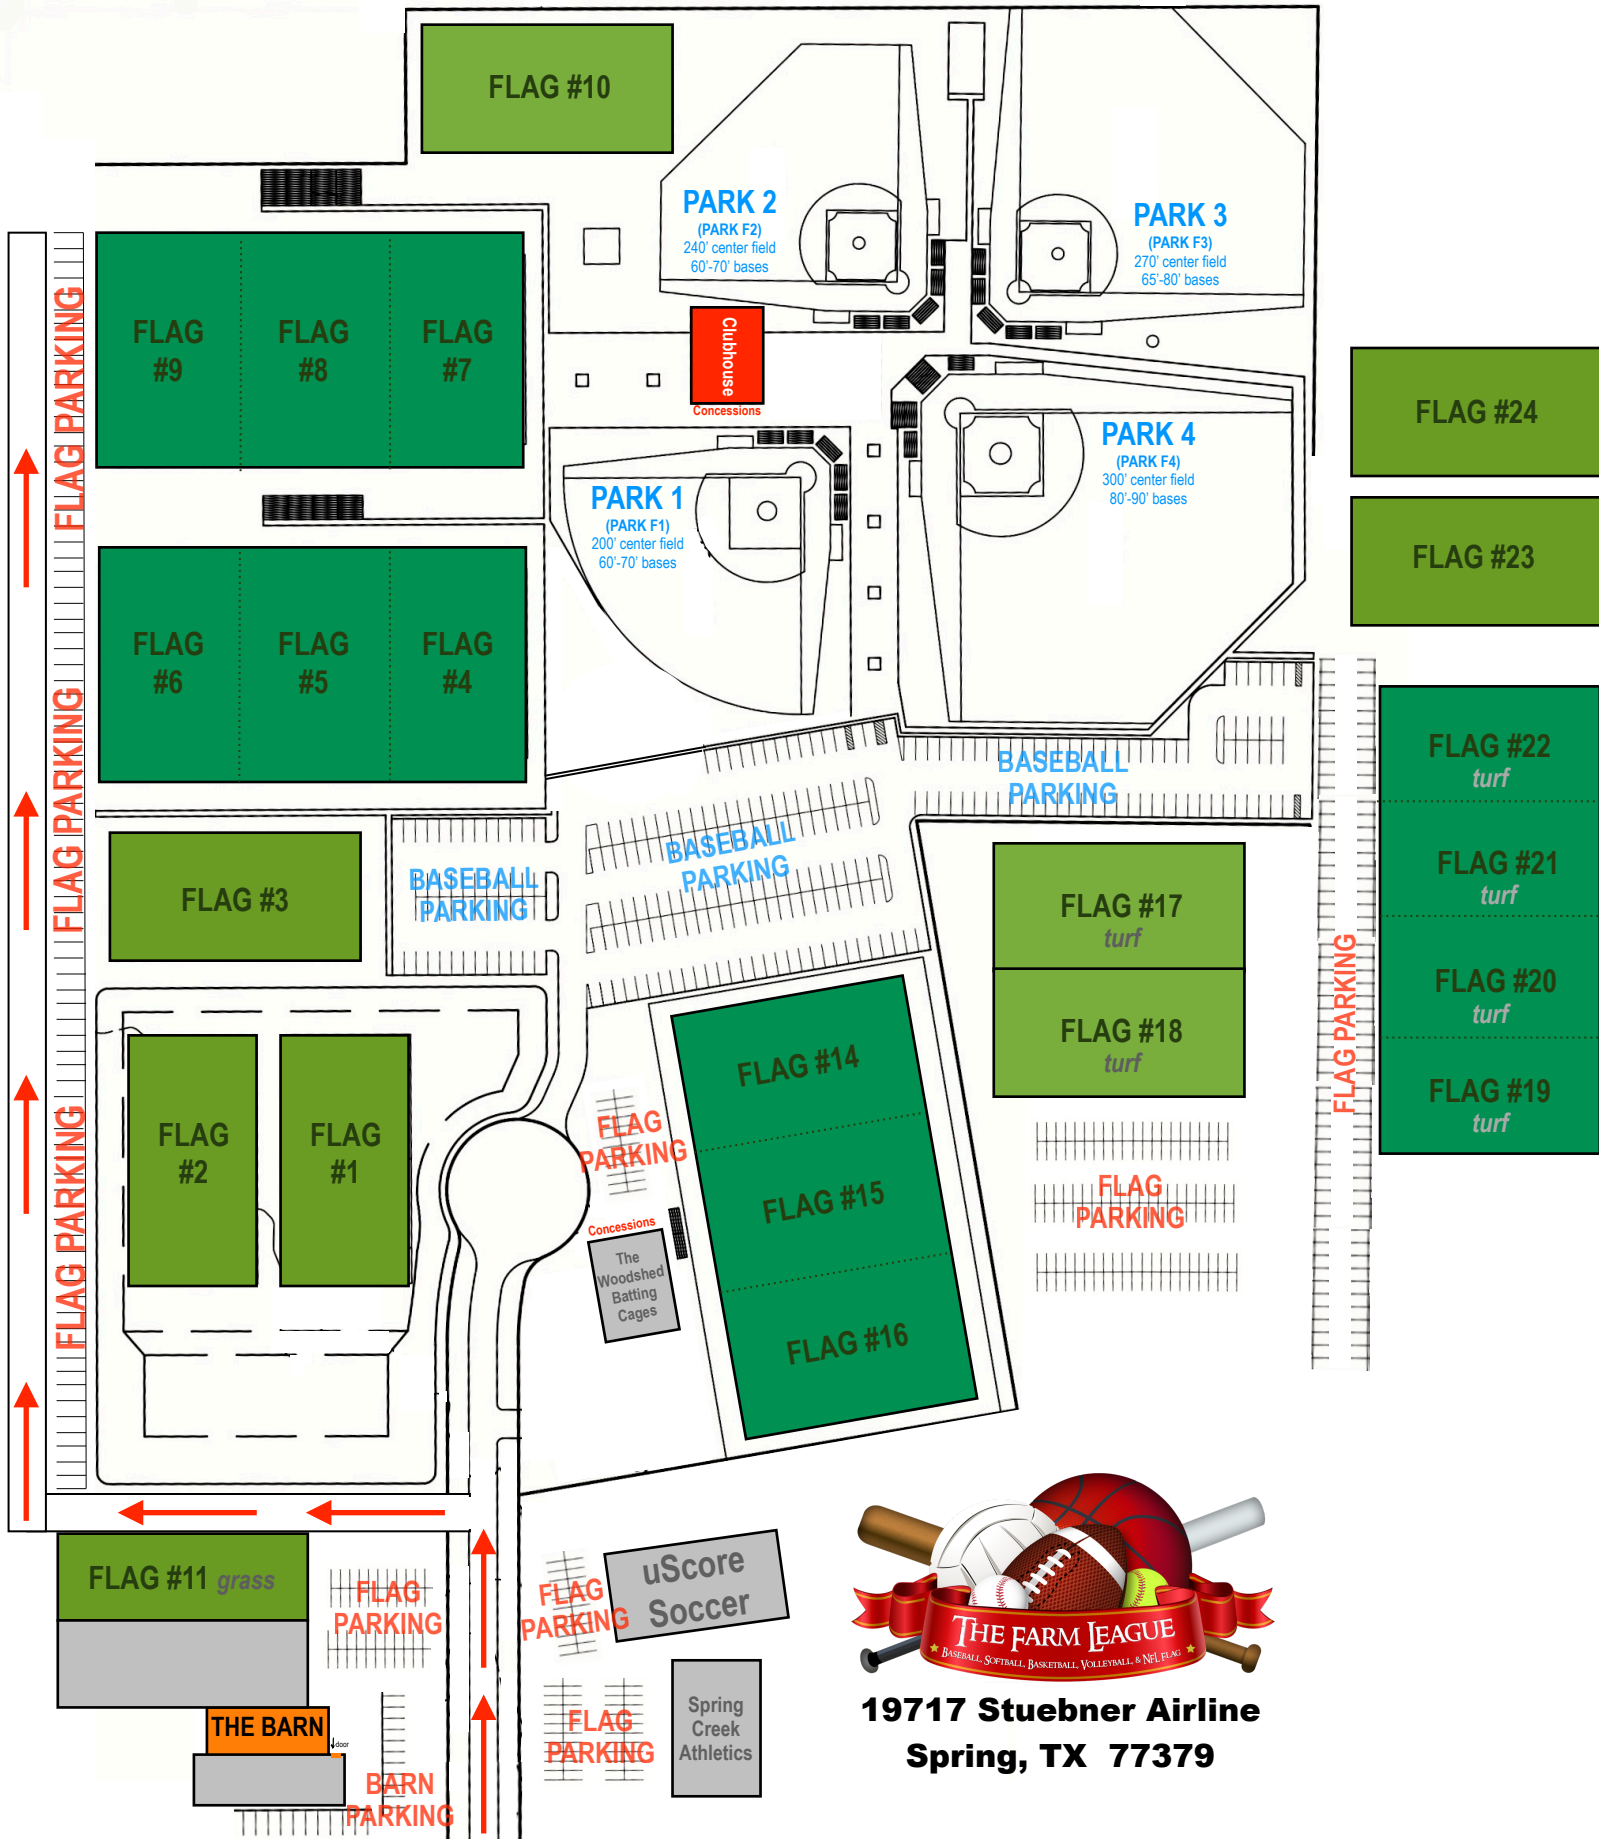 FLAG #10
PARK 2
(PARK F2)
240' center field
60'-70' bases
PARK 3
(PARK F3)
270' center field
65'-80' bases
FLAG PARKING
FLAG
#9
FLAG
#8
FLAG
#7
Clubhouse
Concessions
FLAG #24
PARK 4
(PARK F4)
300' center field
80'-90' bases
PARK 1
(PARK F1)
200' center field
60'-70' bases
FLAG #23
FLAG
#6
FLAG
#5
FLAG
#4
FLAG PARKING
FLAG #22
turf
BASEBALL
PARKING
BASEBALL
PARKING
BASEBALL
PARKING
FLAG #3
FLAG #21
turf
FLAG #17
turf
FLAG #20
turf
FLAG PARKING
FLAG #18
turf
FLAG #14
FLAG #19
turf
FLAG PARKING
FLAG
#2
FLAG
#1
FLAG
PARKING
FLAG #15
FLAG
PARKING
Concessions
The
Woodshed
Batting
Cages
FLAG #16
FLAG #11 grass
FLAG
PARKING
FLAG
PARKING
uScore
Soccer
THE FARM LEAGUE
BASEBALL, SOFTBALL, BASKETBALL, VOLLEYBALL, & NFL FLAG
19717 Stuebner Airline
Spring, TX 77379
THE BARN
door
FLAG
PARKING
Spring
Creek
Athletics
BARN
PARKING